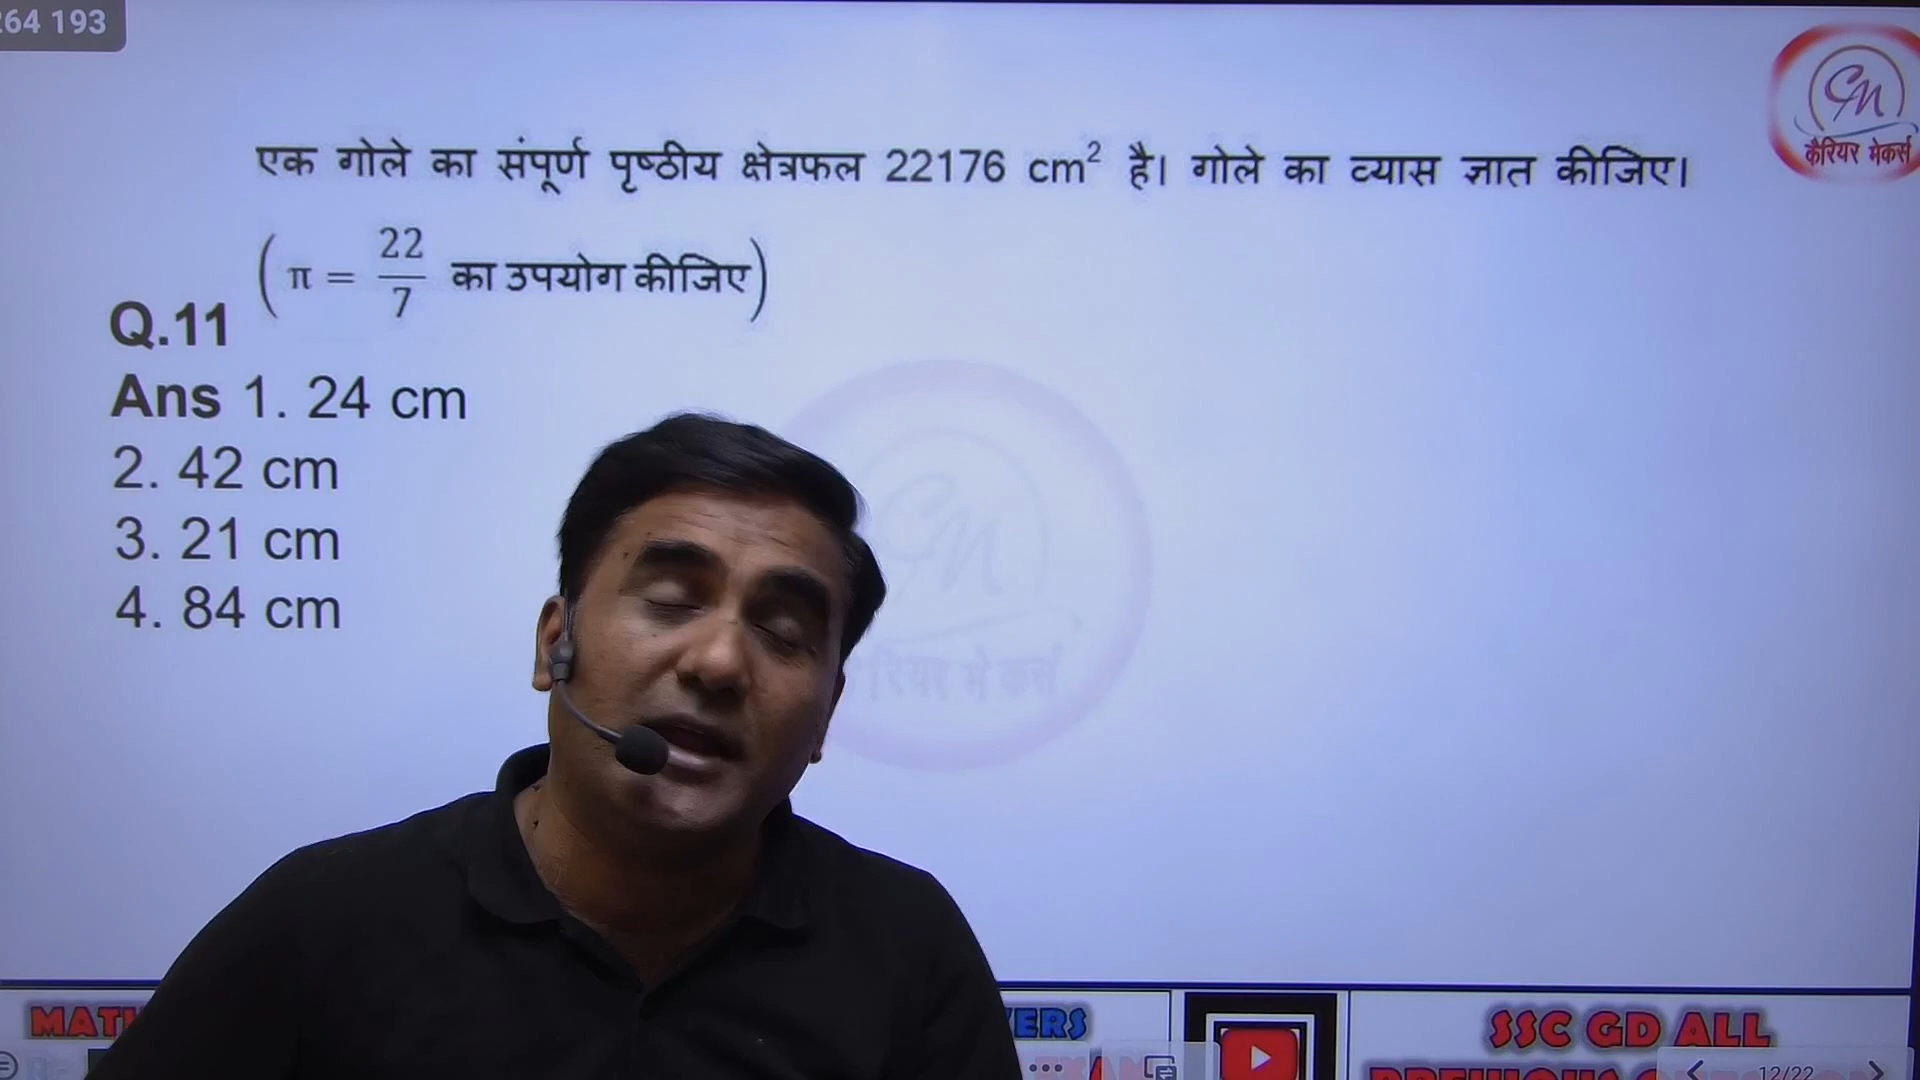 264 193
कैरियर मेकर्स
एक गोले का संपूर्ण पृष्ठीय क्षेत्रफल 22176 cm² है। गोले का व्यास ज्ञात कीजिए।
(π = 22/7 का उपयोग कीजिए)
Q.11
Ans 1. 24 cm
2. 42 cm
3. 21 cm
4. 84 cm
SSC GD ALL
12/22